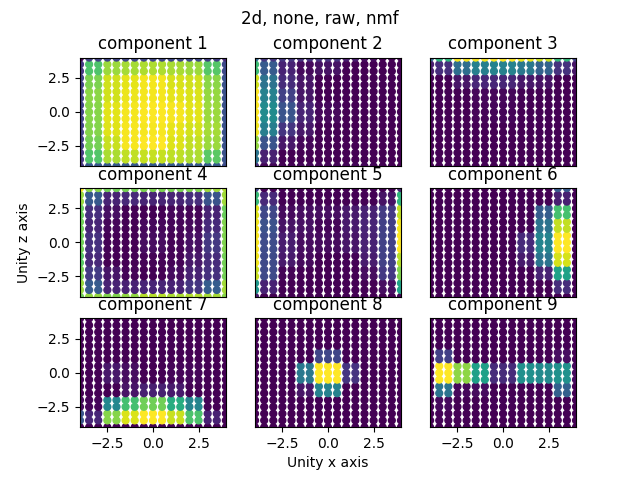 2d, none, raw, nmf
component 1 component 2 component 3
2.5
0.0
−2.5
component 4 component 5 component 6
2.5
0.0
−2.5
Unity z axis
component 7 component 8 component 9
2.5
0.0
−2.5
−2.5 0.0 2.5 −2.5 0.0 2.5 −2.5 0.0 2.5
Unity x axis